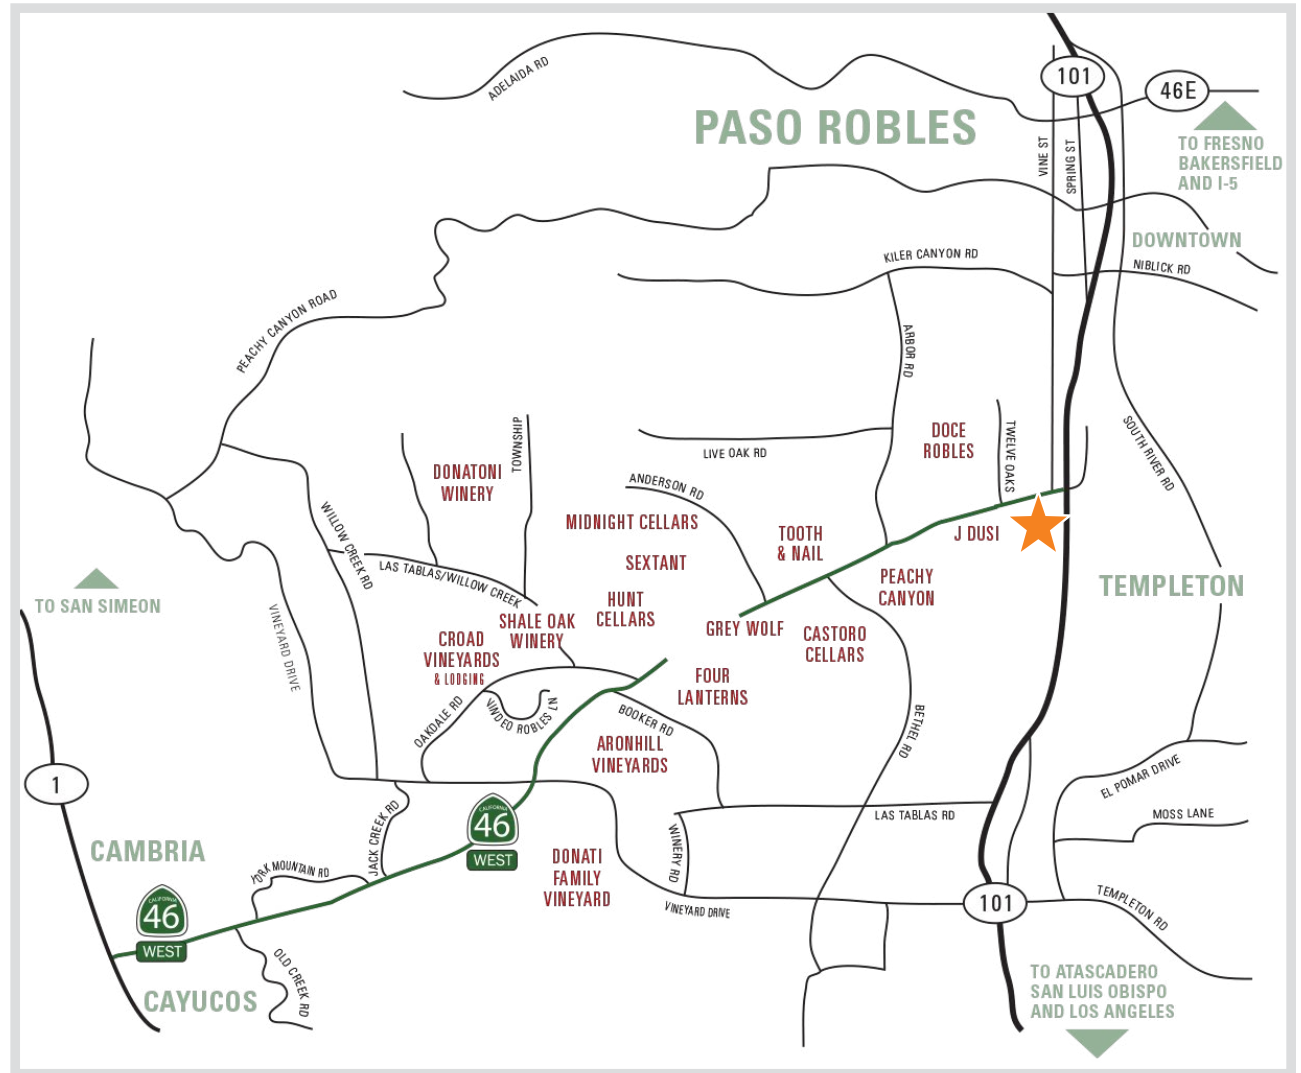 ADELAIDA RD
101
46E
PASO ROBLES
TO FRESNO
BAKERSFIELD
AND I-5
VINE ST
SPRING ST
DOWNTOWN
NIBLICK RD
KILER CANYON RD
PEACHY CANYON ROAD
ARBOR RD
DOCE
ROBLES
TWELVE OAKS
SOUTH RIVER RD
LIVE OAK RD
TOWNSHIP
DONATONI
WINERY
ANDERSON RD
MIDNIGHT CELLARS
TOOTH
& NAIL
J DUSI
WILLOW CREEK RD
LAS TABLAS/WILLOW CREEK
SEXTANT
PEACHY
CANYON
TEMPLETON
TO SAN SIMEON
VINEYARD DRIVE
HUNT
CELLARS
SHALE OAK
WINERY
GREY WOLF
CASTORO
CELLARS
CROAD
VINEYARDS
& LODGING
FOUR
LANTERNS
OAKDALE RD
VINDEO ROBLES LN
BOOKER RD
BETHEL RD
ARONHILL
VINEYARDS
1
EL POMAR DRIVE
MOSS LANE
LAS TABLAS RD
CALIFORNIA
46
WEST
JACK CREEK RD
WINERY RD
CAMBRIA
YORK MOUNTAIN RD
DONATI
FAMILY
VINEYARD
VINEYARD DRIVE
101
TEMPLETON RD
CALIFORNIA
46
WEST
OLD CREEK RD
CAYUCOS
TO ATASCADERO
SAN LUIS OBISPO
AND LOS ANGELES